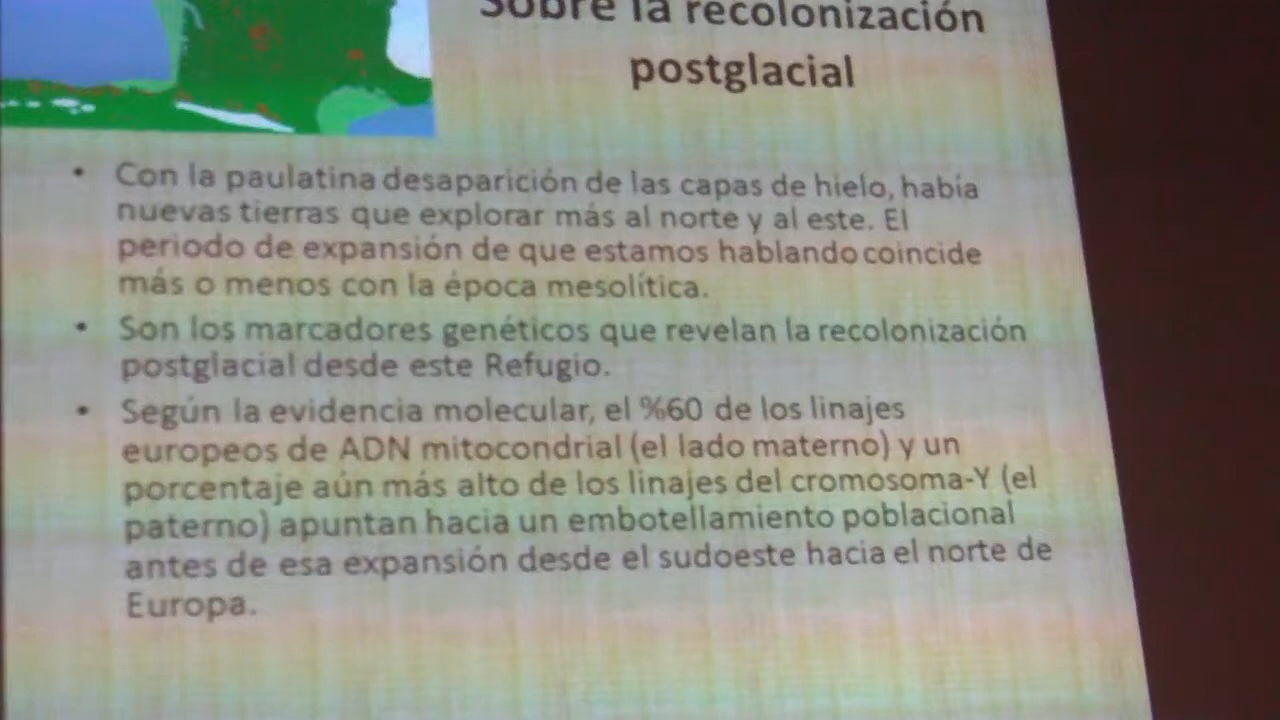 Sobre la recolonización
postglacial
• Con la paulatina desaparición de las capas de hielo, había
nuevas tierras que explorar más al norte y al este. El
periodo de expansión de que estamos hablando coincide
más o menos con la época mesolítica.
• Son los marcadores genéticos que revelan la recolonización
postglacial desde este Refugio.
• Según la evidencia molecular, el %60 de los linajes
europeos de ADN mitocondrial (el lado materno) y un
porcentaje aún más alto de los linajes del cromosoma-Y (el
paterno) apuntan hacia un embotellamiento poblacional
antes de esa expansión desde el sudoeste hacia el norte de
Europa.